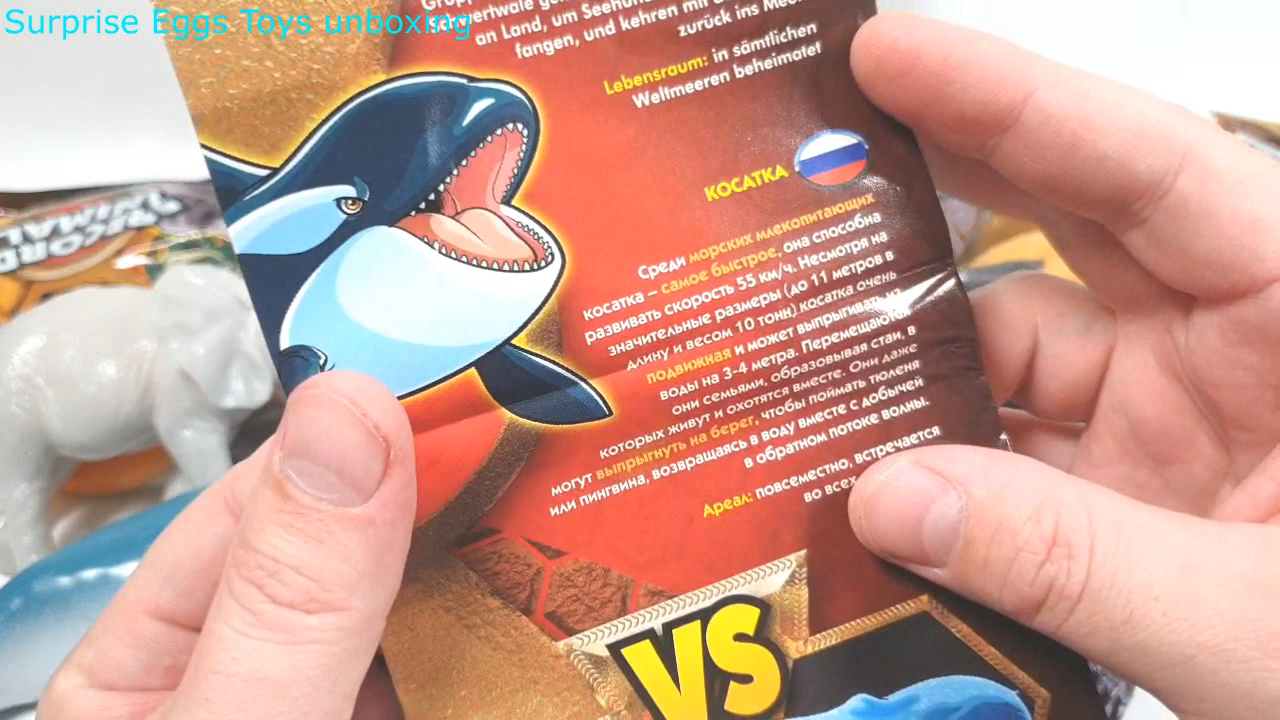 Surprise Eggs Toys unboxing
an Land, um
fangen, und kehren mit
zurück ins
Lebensraum: in sämtlichen
Weltmeeren beheimatet
КОСАТКА
Среди морских млекопитающих
косатка – самое быстрое, она способна
развивать скорость 55 км/ч. Несмотря на
значительные размеры (до 11 метров в
длину и весом 10 тонн) косатка очень
подвижная и может выпрыгивать из
воды на 3-4 метра. Перемещаются
они семьями, образовывая стаи, в
которых живут и охотятся вместе. Они даже
могут выпрыгнуть на берег, чтобы поймать тюленя
или пингвина, возвращаясь в воду вместе с добычей
в обратном потоке волны.
Ареал: повсеместно, встречается
во всех
VS
RECORD